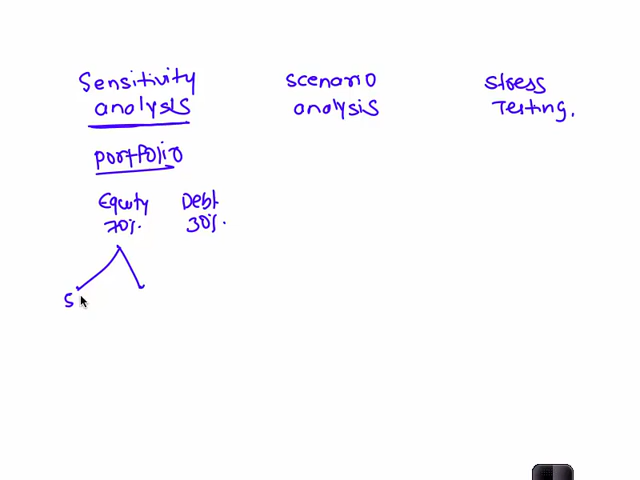 Sensitivity analysis
scenario analysis
stress Testing.
portfolio
Equity Debt
70%. 30%.
S